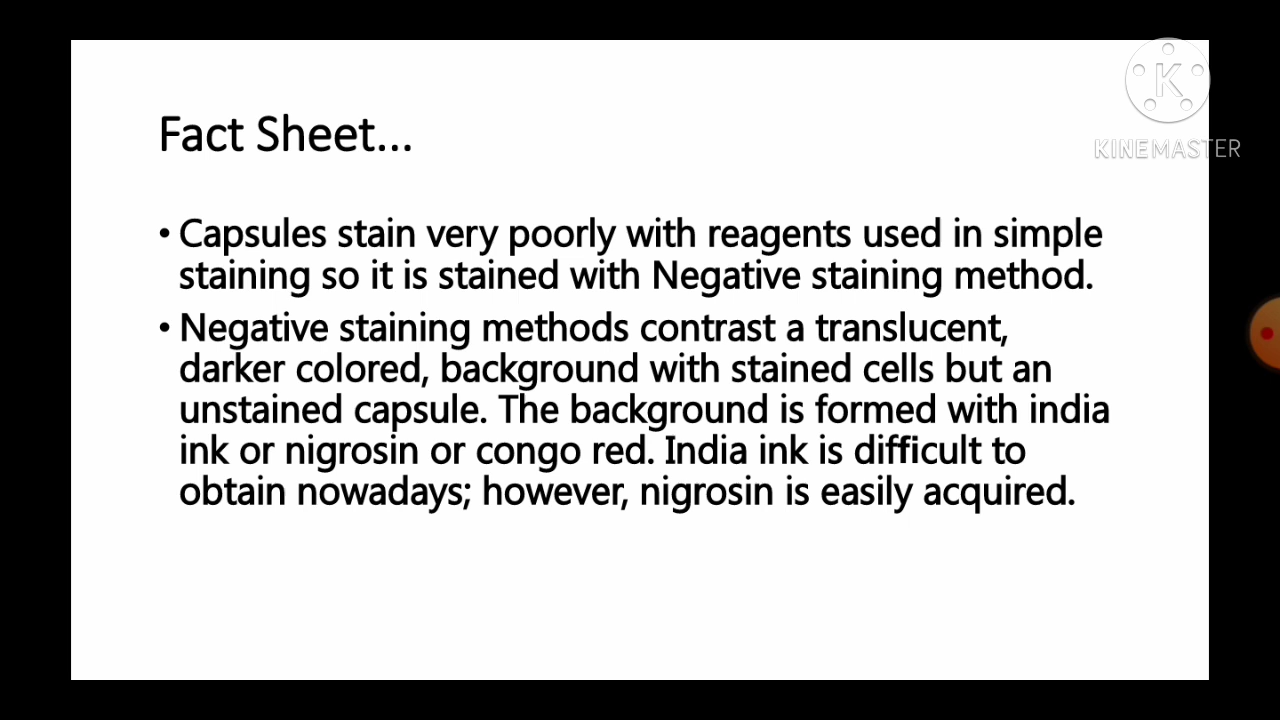 Fact Sheet...
K
KINEMASTER
• Capsules stain very poorly with reagents used in simple
staining so it is stained with Negative staining method.
• Negative staining methods contrast a translucent,
darker colored, background with stained cells but an
unstained capsule. The background is formed with india
ink or nigrosin or congo red. India ink is difficult to
obtain nowadays; however, nigrosin is easily acquired.